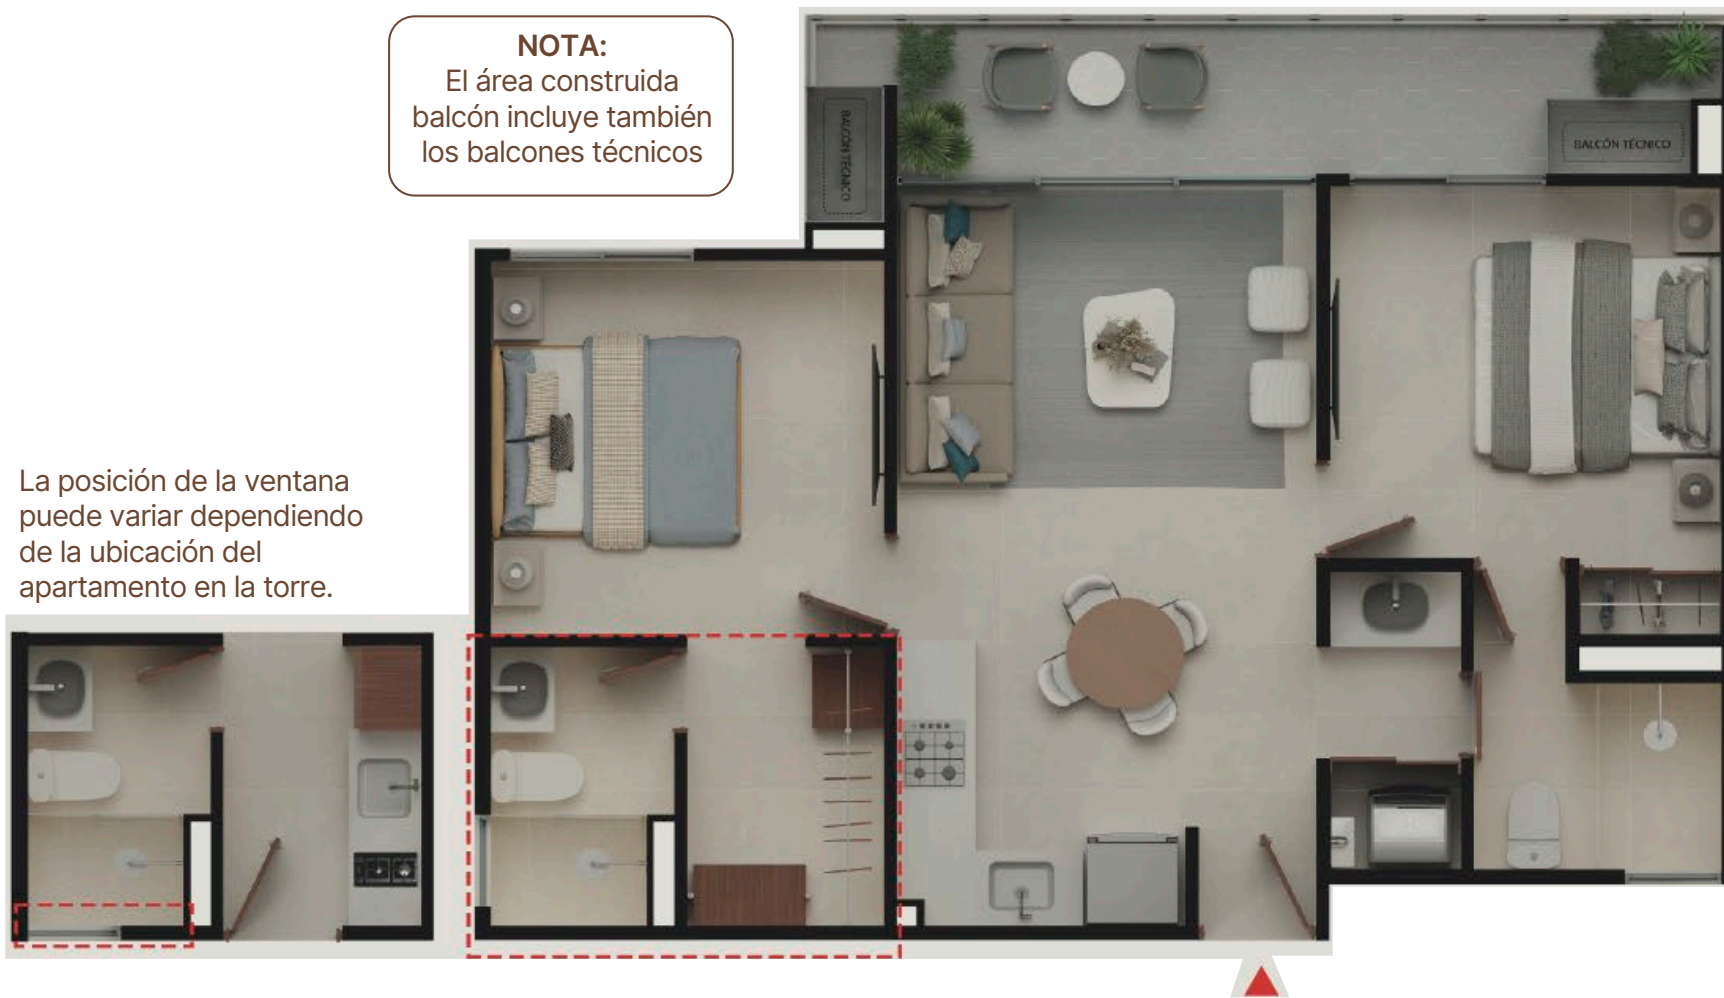 NOTA:
El área construida
balcón incluye también
los balcones técnicos
BALCÓN TÉCNICO
BALCÓN TÉCNICO
La posición de la ventana
puede variar dependiendo
de la ubicación del
apartamento en la torre.